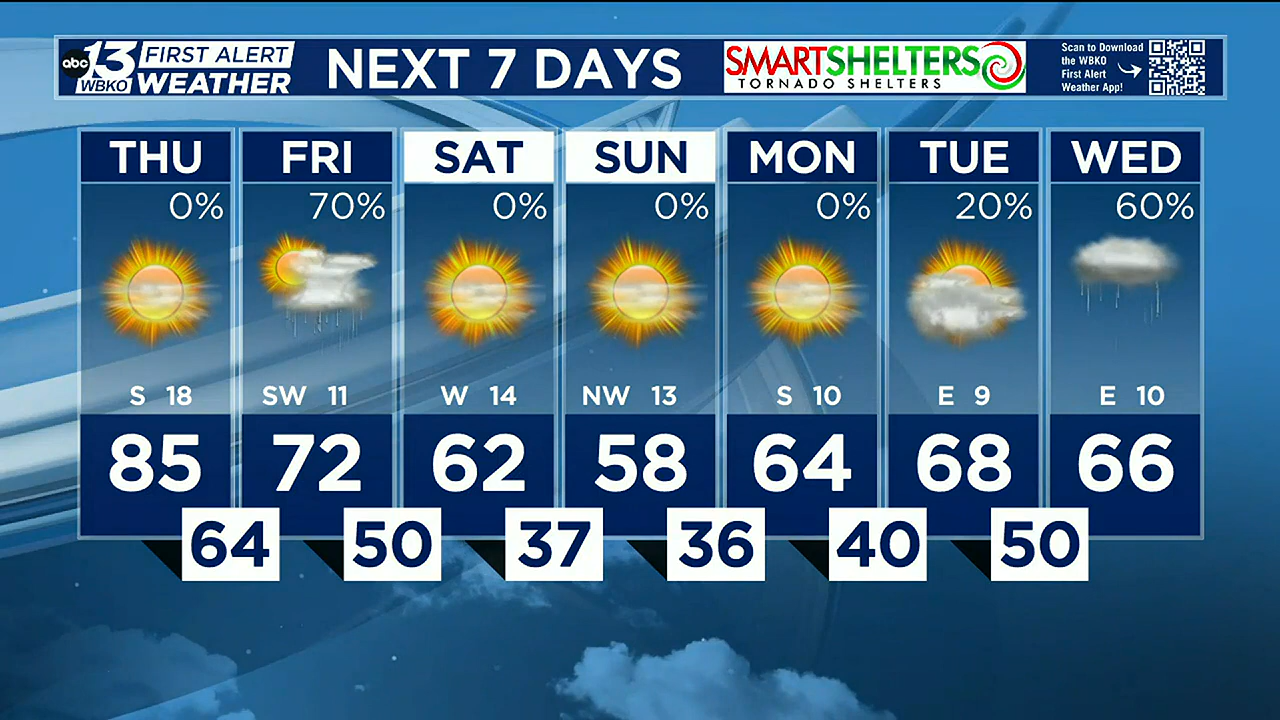 abc 13 WBKO
FIRST ALERT
WEATHER
NEXT 7 DAYS
SMARTSHELTERS
TORNADO SHELTERS
Scan to Download
the WBKO
First Alert
Weather App!
THU FRI SAT SUN MON TUE WED
0% 70% 0% 0% 0% 20% 60%
S 18 SW 11 W 14 NW 13 S 10 E 9 E 10
85 72 62 58 64 68 66
64 50 37 36 40 50